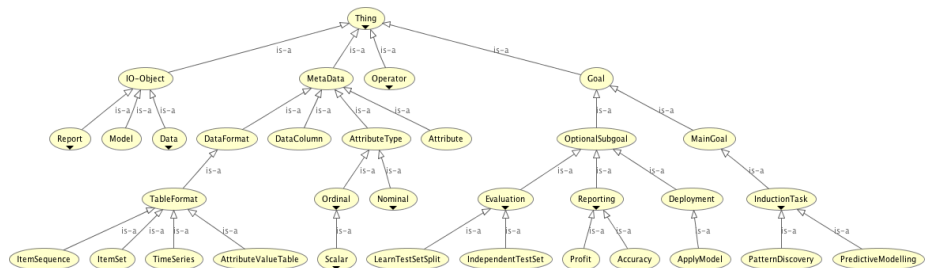 Thing
is-a is-a is-a is-a
IO-Object MetaData Operator Goal
is-a is-a is-a is-a is-a is-a is-a is-a is-a
Report Model Data DataFormat DataColumn AttributeType Attribute OptionalSubgoal MainGoal
is-a is-a is-a is-a is-a is-a is-a
TableFormat Ordinal Nominal Evaluation Reporting Deployment InductionTask
is-a is-a is-a is-a is-a is-a is-a is-a is-a is-a is-a is-a
ItemSequence ItemSet TimeSeries AttributeValueTable Scalar LearnTestSetSplit IndependentTestSet Profit Accuracy ApplyModel PatternDiscovery PredictiveModelling